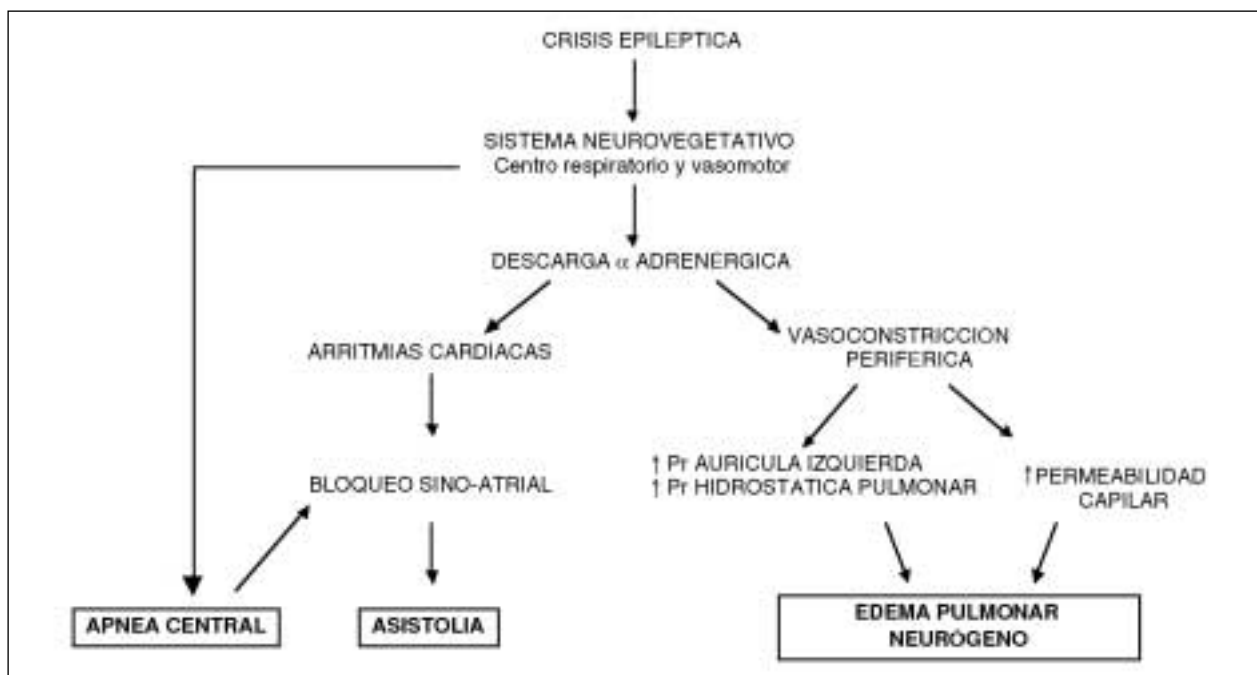 CRISIS EPILEPTICA
SISTEMA NEUROVEGETATIVO
Centro respiratorio y vasomotor
DESCARGA α ADRENERGICA
ARRITMIAS CARDIACAS
VASOCONSTRICCION
PERIFERICA
BLOQUEO SINO-ATRIAL
↑ Pr AURICULA IZQUIERDA
↑ Pr HIDROSTATICA PULMONAR
↑PERMEABILIDAD
CAPILAR
APNEA CENTRAL
ASISTOLIA
EDEMA PULMONAR
NEURÓGENO